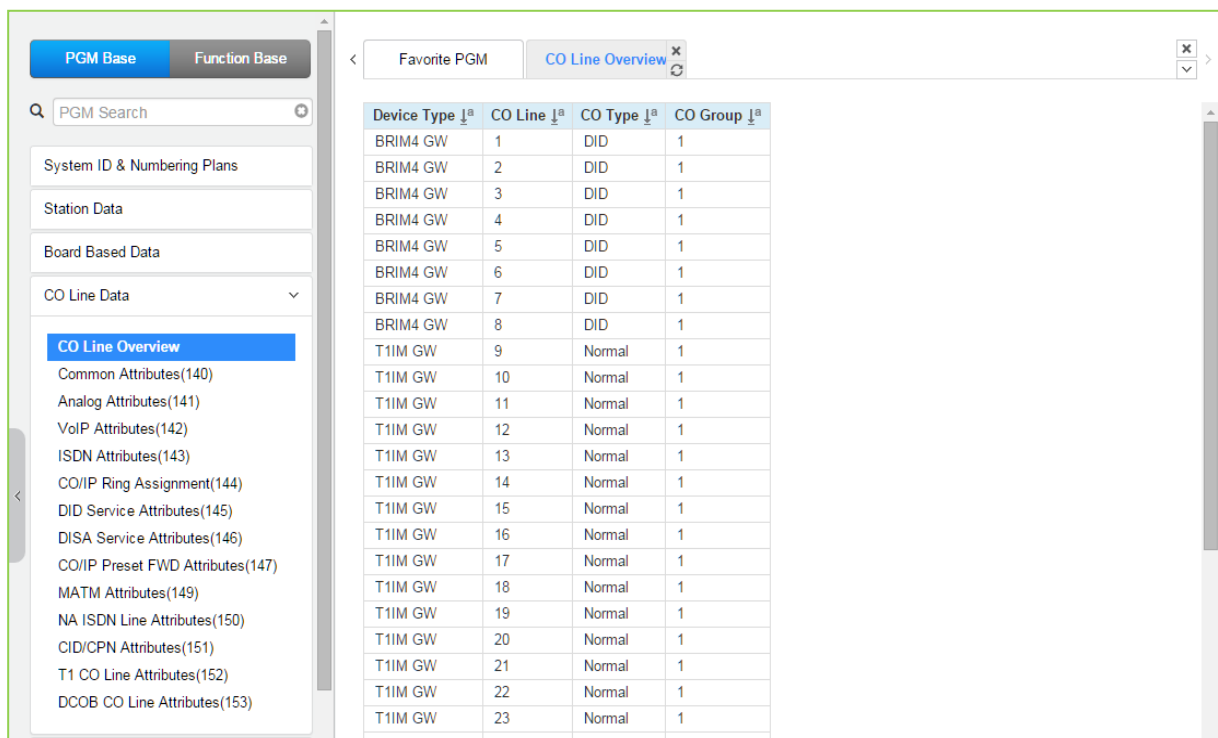 PGM Base Function Base
PGM Search
System ID & Numbering Plans
Station Data
Board Based Data
CO Line Data
CO Line Overview
Common Attributes(140)
Analog Attributes(141)
VoIP Attributes(142)
ISDN Attributes(143)
CO/IP Ring Assignment(144)
DID Service Attributes(145)
DISA Service Attributes(146)
CO/IP Preset FWD Attributes(147)
MATM Attributes(149)
NA ISDN Line Attributes(150)
CID/CPN Attributes(151)
T1 CO Line Attributes(152)
DCOB CO Line Attributes(153)
Favorite PGM CO Line Overview
Device Type CO Line CO Type CO Group
BRIM4 GW 1 DID 1
BRIM4 GW 2 DID 1
BRIM4 GW 3 DID 1
BRIM4 GW 4 DID 1
BRIM4 GW 5 DID 1
BRIM4 GW 6 DID 1
BRIM4 GW 7 DID 1
BRIM4 GW 8 DID 1
T1IM GW 9 Normal 1
T1IM GW 10 Normal 1
T1IM GW 11 Normal 1
T1IM GW 12 Normal 1
T1IM GW 13 Normal 1
T1IM GW 14 Normal 1
T1IM GW 15 Normal 1
T1IM GW 16 Normal 1
T1IM GW 17 Normal 1
T1IM GW 18 Normal 1
T1IM GW 19 Normal 1
T1IM GW 20 Normal 1
T1IM GW 21 Normal 1
T1IM GW 22 Normal 1
T1IM GW 23 Normal 1